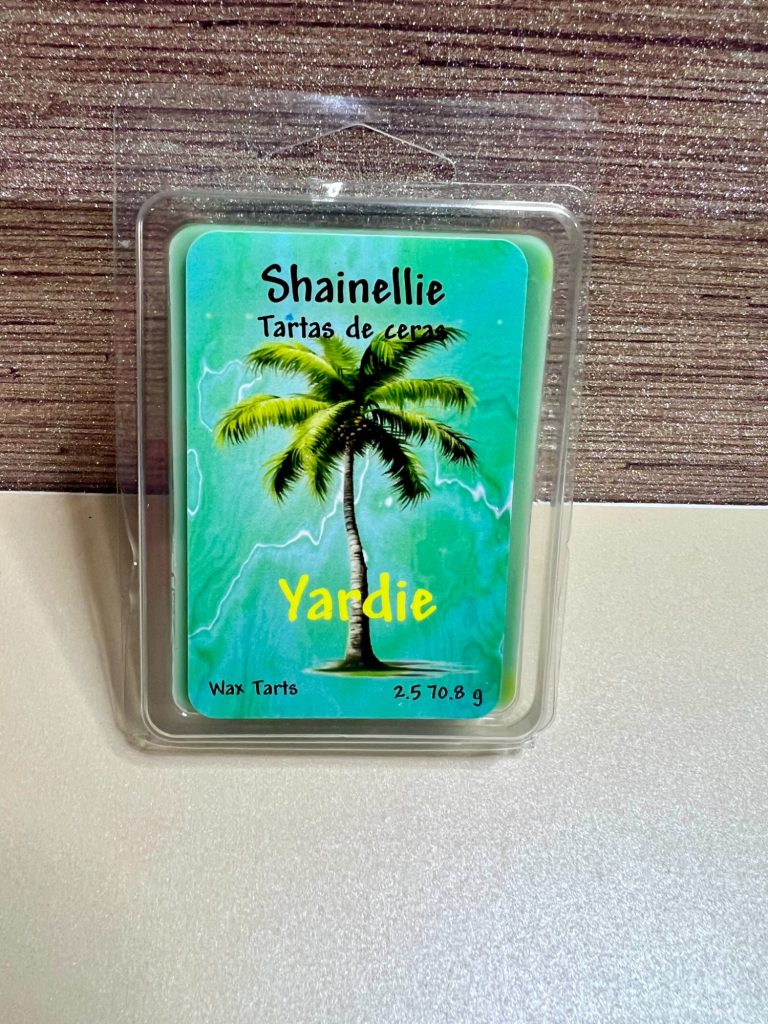 Shainellie
Tartas de ceras
Yardie
Wax Tarts 2.5 70.8 g